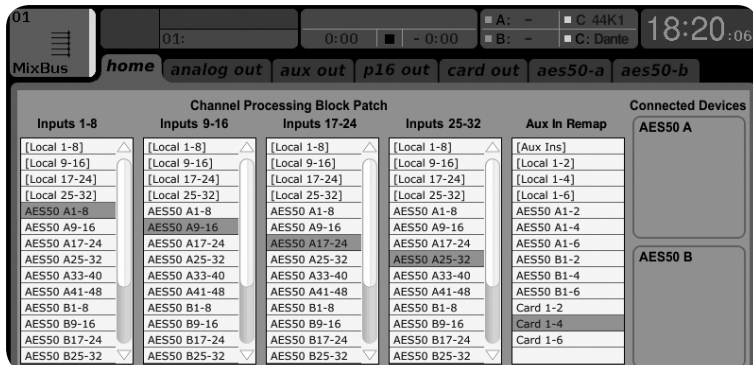 01
01:
0:00
- 0:00
A: -
B: -
C 44K1
C: Dante
18:20:06
MixBus
home
analog out
aux out
p16 out
card out
aes50-a
aes50-b
Channel Processing Block Patch
Connected Devices
Inputs 1-8
Inputs 9-16
Inputs 17-24
Inputs 25-32
Aux In Remap
AES50 A
[Local 1-8] [Local 1-8] [Local 1-8] [Local 1-8] [Aux Ins]
[Local 9-16] [Local 9-16] [Local 9-16] [Local 9-16] [Local 1-2]
[Local 17-24] [Local 17-24] [Local 17-24] [Local 17-24] [Local 1-4]
[Local 25-32] [Local 25-32] [Local 25-32] [Local 25-32] [Local 1-6]
AES50 A1-8 AES50 A1-8 AES50 A1-8 AES50 A1-8 AES50 A1-2
AES50 A9-16 AES50 A9-16 AES50 A9-16 AES50 A9-16 AES50 A1-4
AES50 A17-24 AES50 A17-24 AES50 A17-24 AES50 A17-24 AES50 A1-6
AES50 A25-32 AES50 A25-32 AES50 A25-32 AES50 A25-32 AES50 B1-2
AES50 B
AES50 A33-40 AES50 A33-40 AES50 A33-40 AES50 A33-40 AES50 B1-4
AES50 A41-48 AES50 A41-48 AES50 A41-48 AES50 A41-48 AES50 B1-6
AES50 B1-8 AES50 B1-8 AES50 B1-8 AES50 B1-8 Card 1-2
AES50 B9-16 AES50 B9-16 AES50 B9-16 AES50 B9-16 Card 1-4
AES50 B17-24 AES50 B17-24 AES50 B17-24 AES50 B17-24 Card 1-6
AES50 B25-32 AES50 B25-32 AES50 B25-32 AES50 B25-32